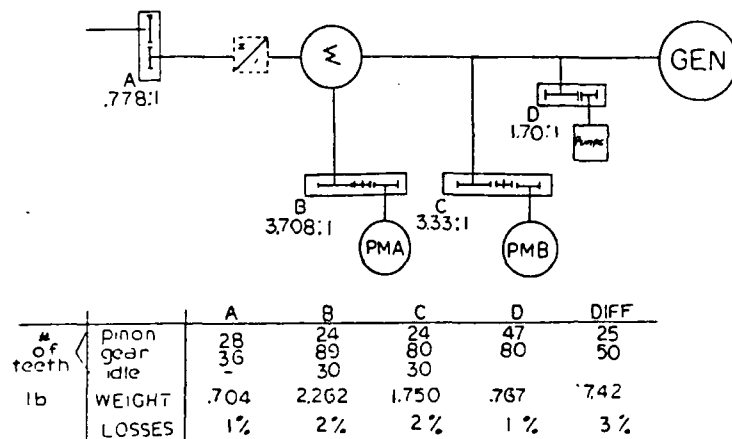 A
.778:1
Σ
GEN
D
1.70:1
PUMPS
B
3.708:1
C
3.33:1
PMA
PMB
A B C D DIFF
# of teeth
pinon 28 24 24 47 25
gear 36 89 80 80 50
idle - 30 30
lb WEIGHT .704 2.262 1.750 .767 7.42
LOSSES 1% 2% 2% 1% 3%